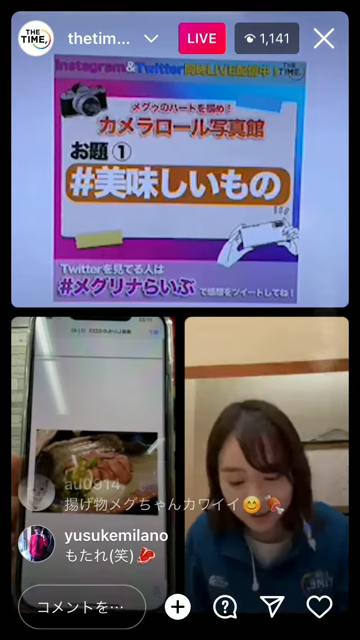 THE TIME,
thetim...
LIVE
1,141
Instagram&Twitter同時LIVE配信中！
THE TIME,
メグゥのハートを掴め！
カメラロール写真館
お題①
#美味しいもの
Twitterを見てる人は
#メグリナらいぶ で感想をツイートしてね！
au0914
揚げ物メグちゃんカワイイ😊🍖
yusukemilano
もたれ(笑)🥩
コメントを…